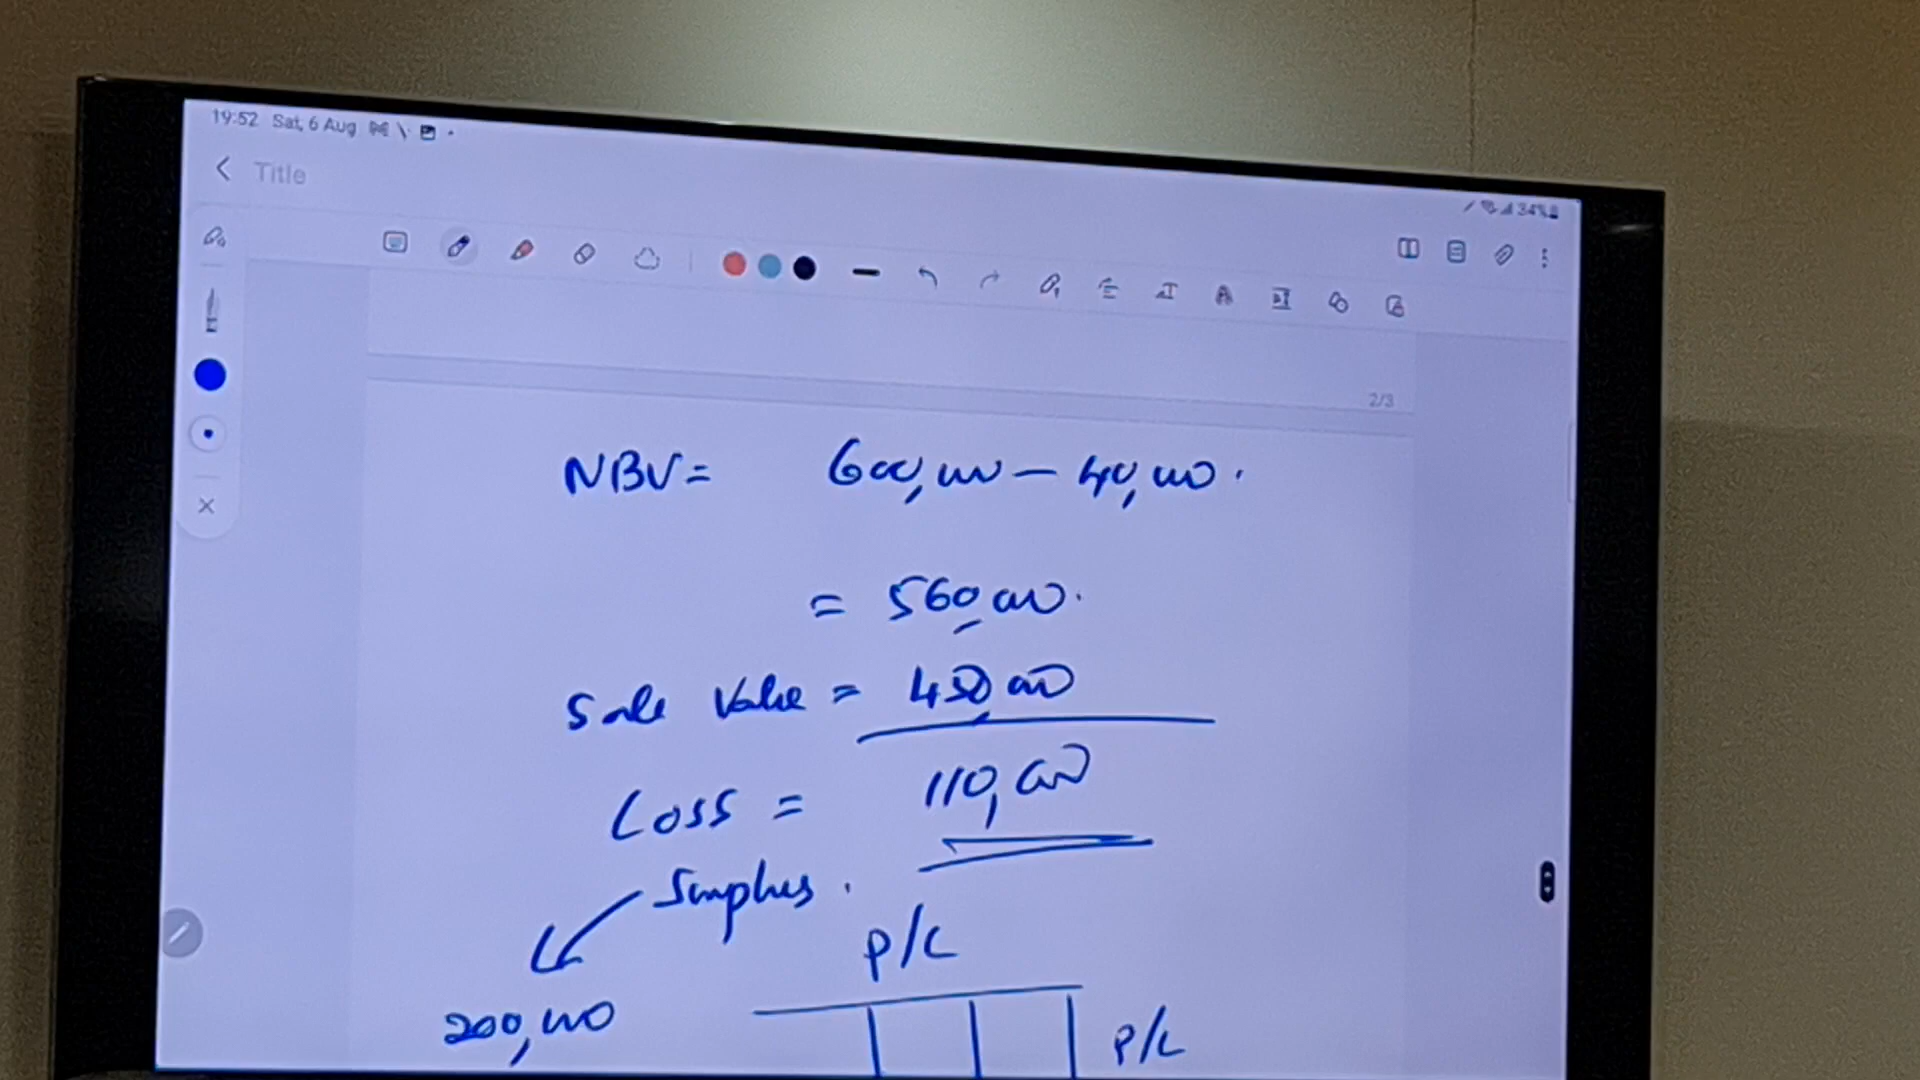 19:52 Sat, 6 Aug
34%
Title
2/3
NBV = 600,000 - 40,000.
= 560,000.
Sale Value = 450,000
Loss = 110,000
Surplus.
P/L
200,000
P/L